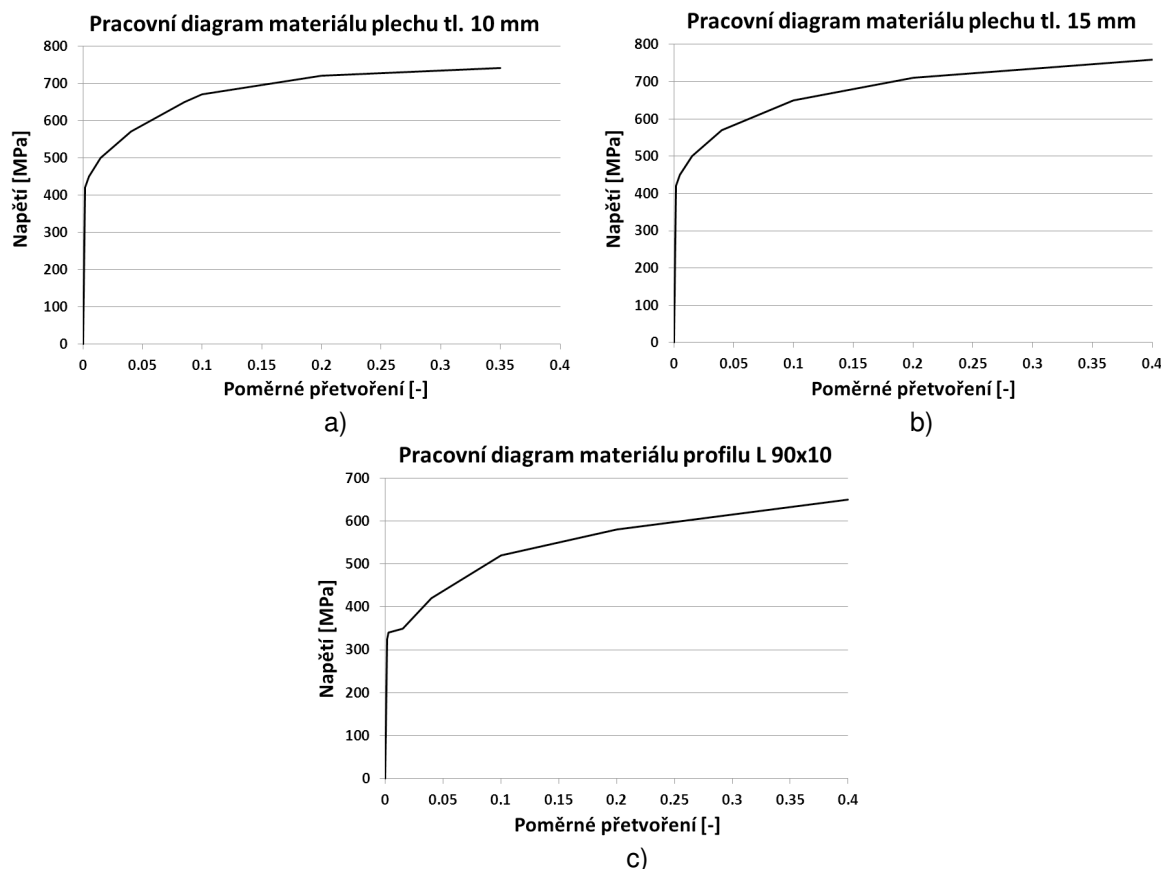 Pracovní diagram materiálu plechu tl. 10 mm
Napětí [MPa]
800
700
600
500
400
300
200
100
0
0 0.05 0.1 0.15 0.2 0.25 0.3 0.35 0.4
Poměrné přetvoření [-]
a)
Pracovní diagram materiálu plechu tl. 15 mm
Napětí [MPa]
800
700
600
500
400
300
200
100
0
0 0.05 0.1 0.15 0.2 0.25 0.3 0.35 0.4
Poměrné přetvoření [-]
b)
Pracovní diagram materiálu profilu L 90x10
Napětí [MPa]
700
600
500
400
300
200
100
0
0 0.05 0.1 0.15 0.2 0.25 0.3 0.35 0.4
Poměrné přetvoření [-]
c)